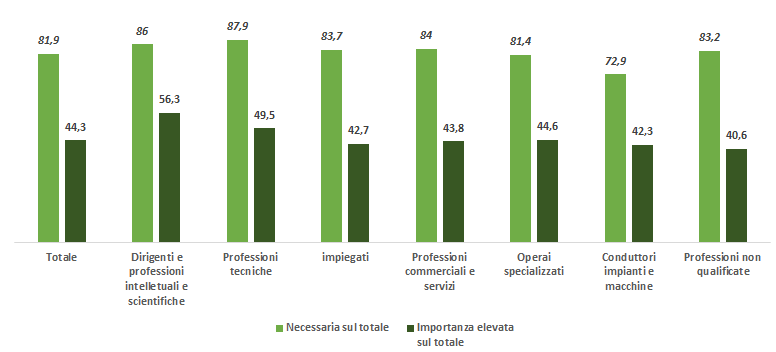 81,9
44,3
86
56,3
87,9
49,5
83,7
42,7
84
43,8
81,4
44,6
72,9
42,3
83,2
40,6
Totale
Dirigenti e
professioni
intelletuali e
scientifiche
Professioni
tecniche
impiegati
Professioni
commerciali e
servizi
Operai
specializzati
Conduttori
impianti e
macchine
Professioni non
qualificate
Necessaria sul totale
Importanza elevata
sul totale